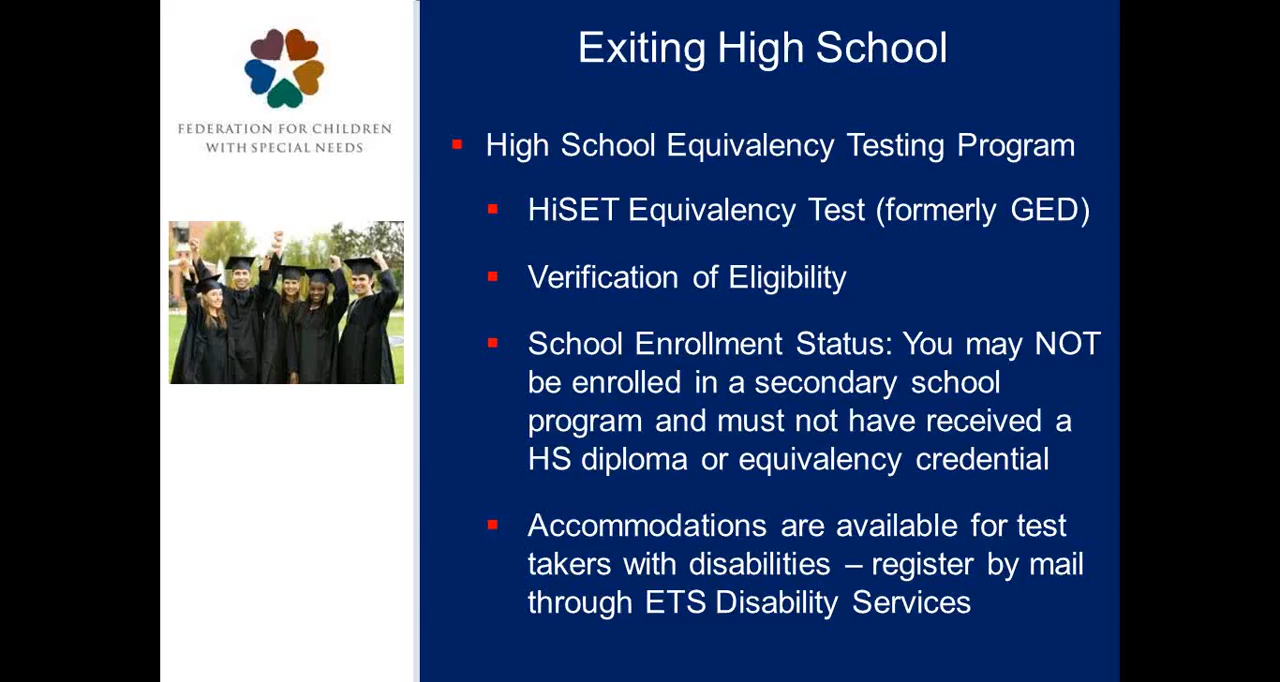 Exiting High School
FEDERATION FOR CHILDREN
WITH SPECIAL NEEDS
High School Equivalency Testing Program
HiSET Equivalency Test (formerly GED)
Verification of Eligibility
School Enrollment Status: You may NOT
be enrolled in a secondary school
program and must not have received a
HS diploma or equivalency credential
Accommodations are available for test
takers with disabilities – register by mail
through ETS Disability Services